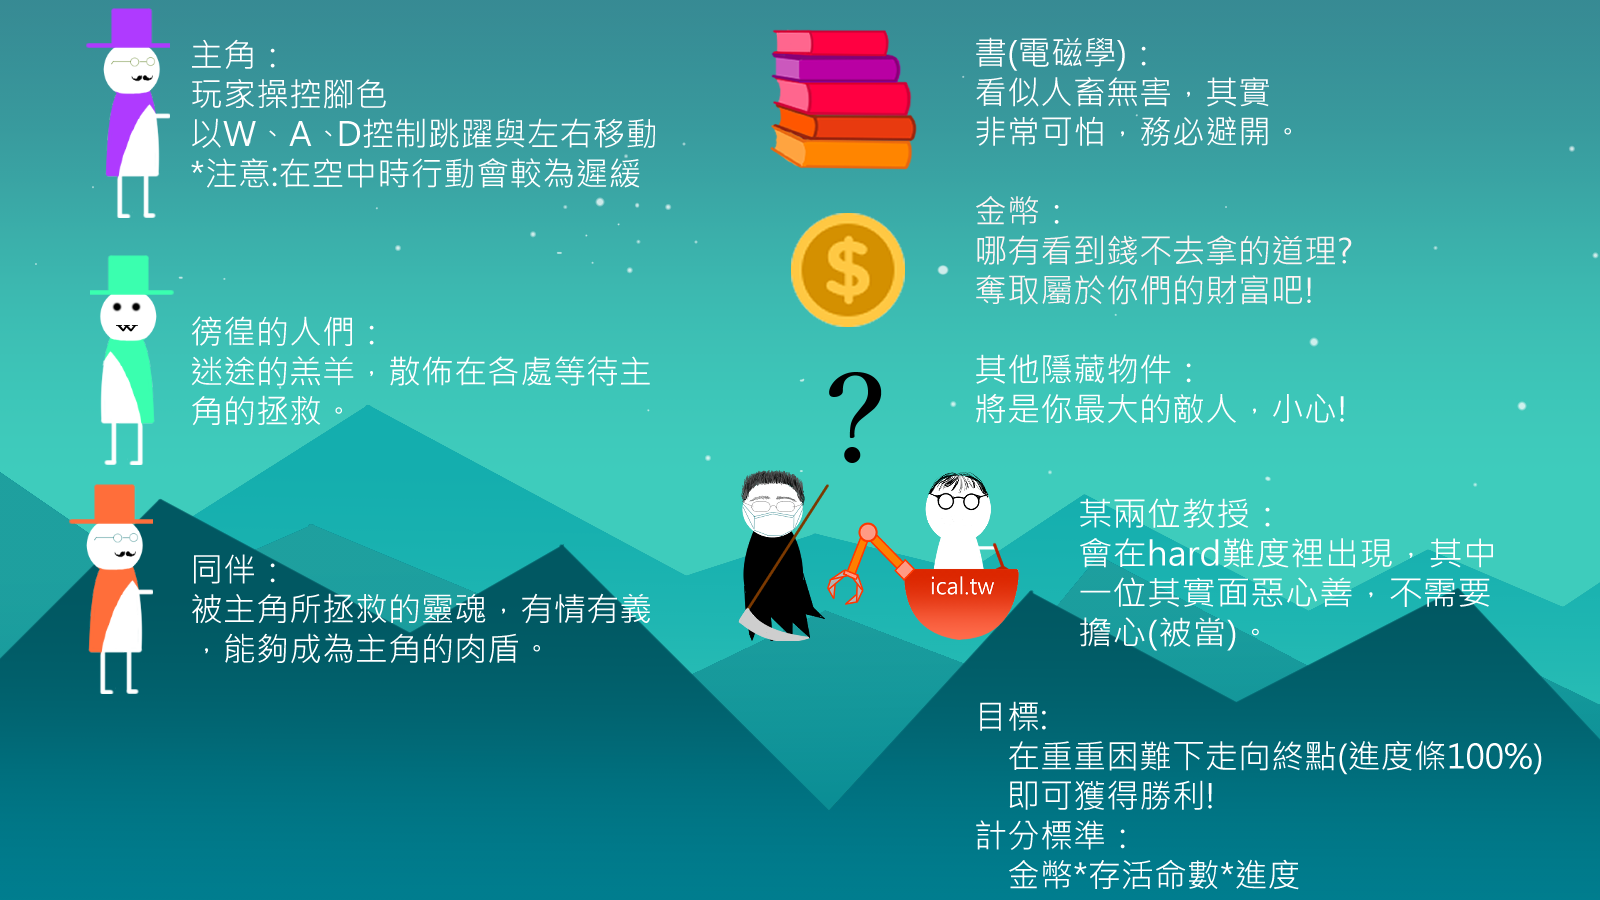 主角：
玩家操控腳色
以W、A、D控制跳躍與左右移動
*注意:在空中時行動會較為遲緩
徬徨的人們：
迷途的羔羊，散佈在各處等待主
角的拯救。
同伴：
被主角所拯救的靈魂，有情有義
，能夠成為主角的肉盾。
書(電磁學)：
看似人畜無害，其實
非常可怕，務必避開。
$
金幣：
哪有看到錢不去拿的道理?
奪取屬於你們的財富吧!
?
其他隱藏物件：
將是你最大的敵人，小心!
ical.tw
某兩位教授：
會在hard難度裡出現，其中
一位其實面惡心善，不需要
擔心(被當)。
目標:
在重重困難下走向終點(進度條100%)
即可獲得勝利!
計分標準：
金幣*存活命數*進度